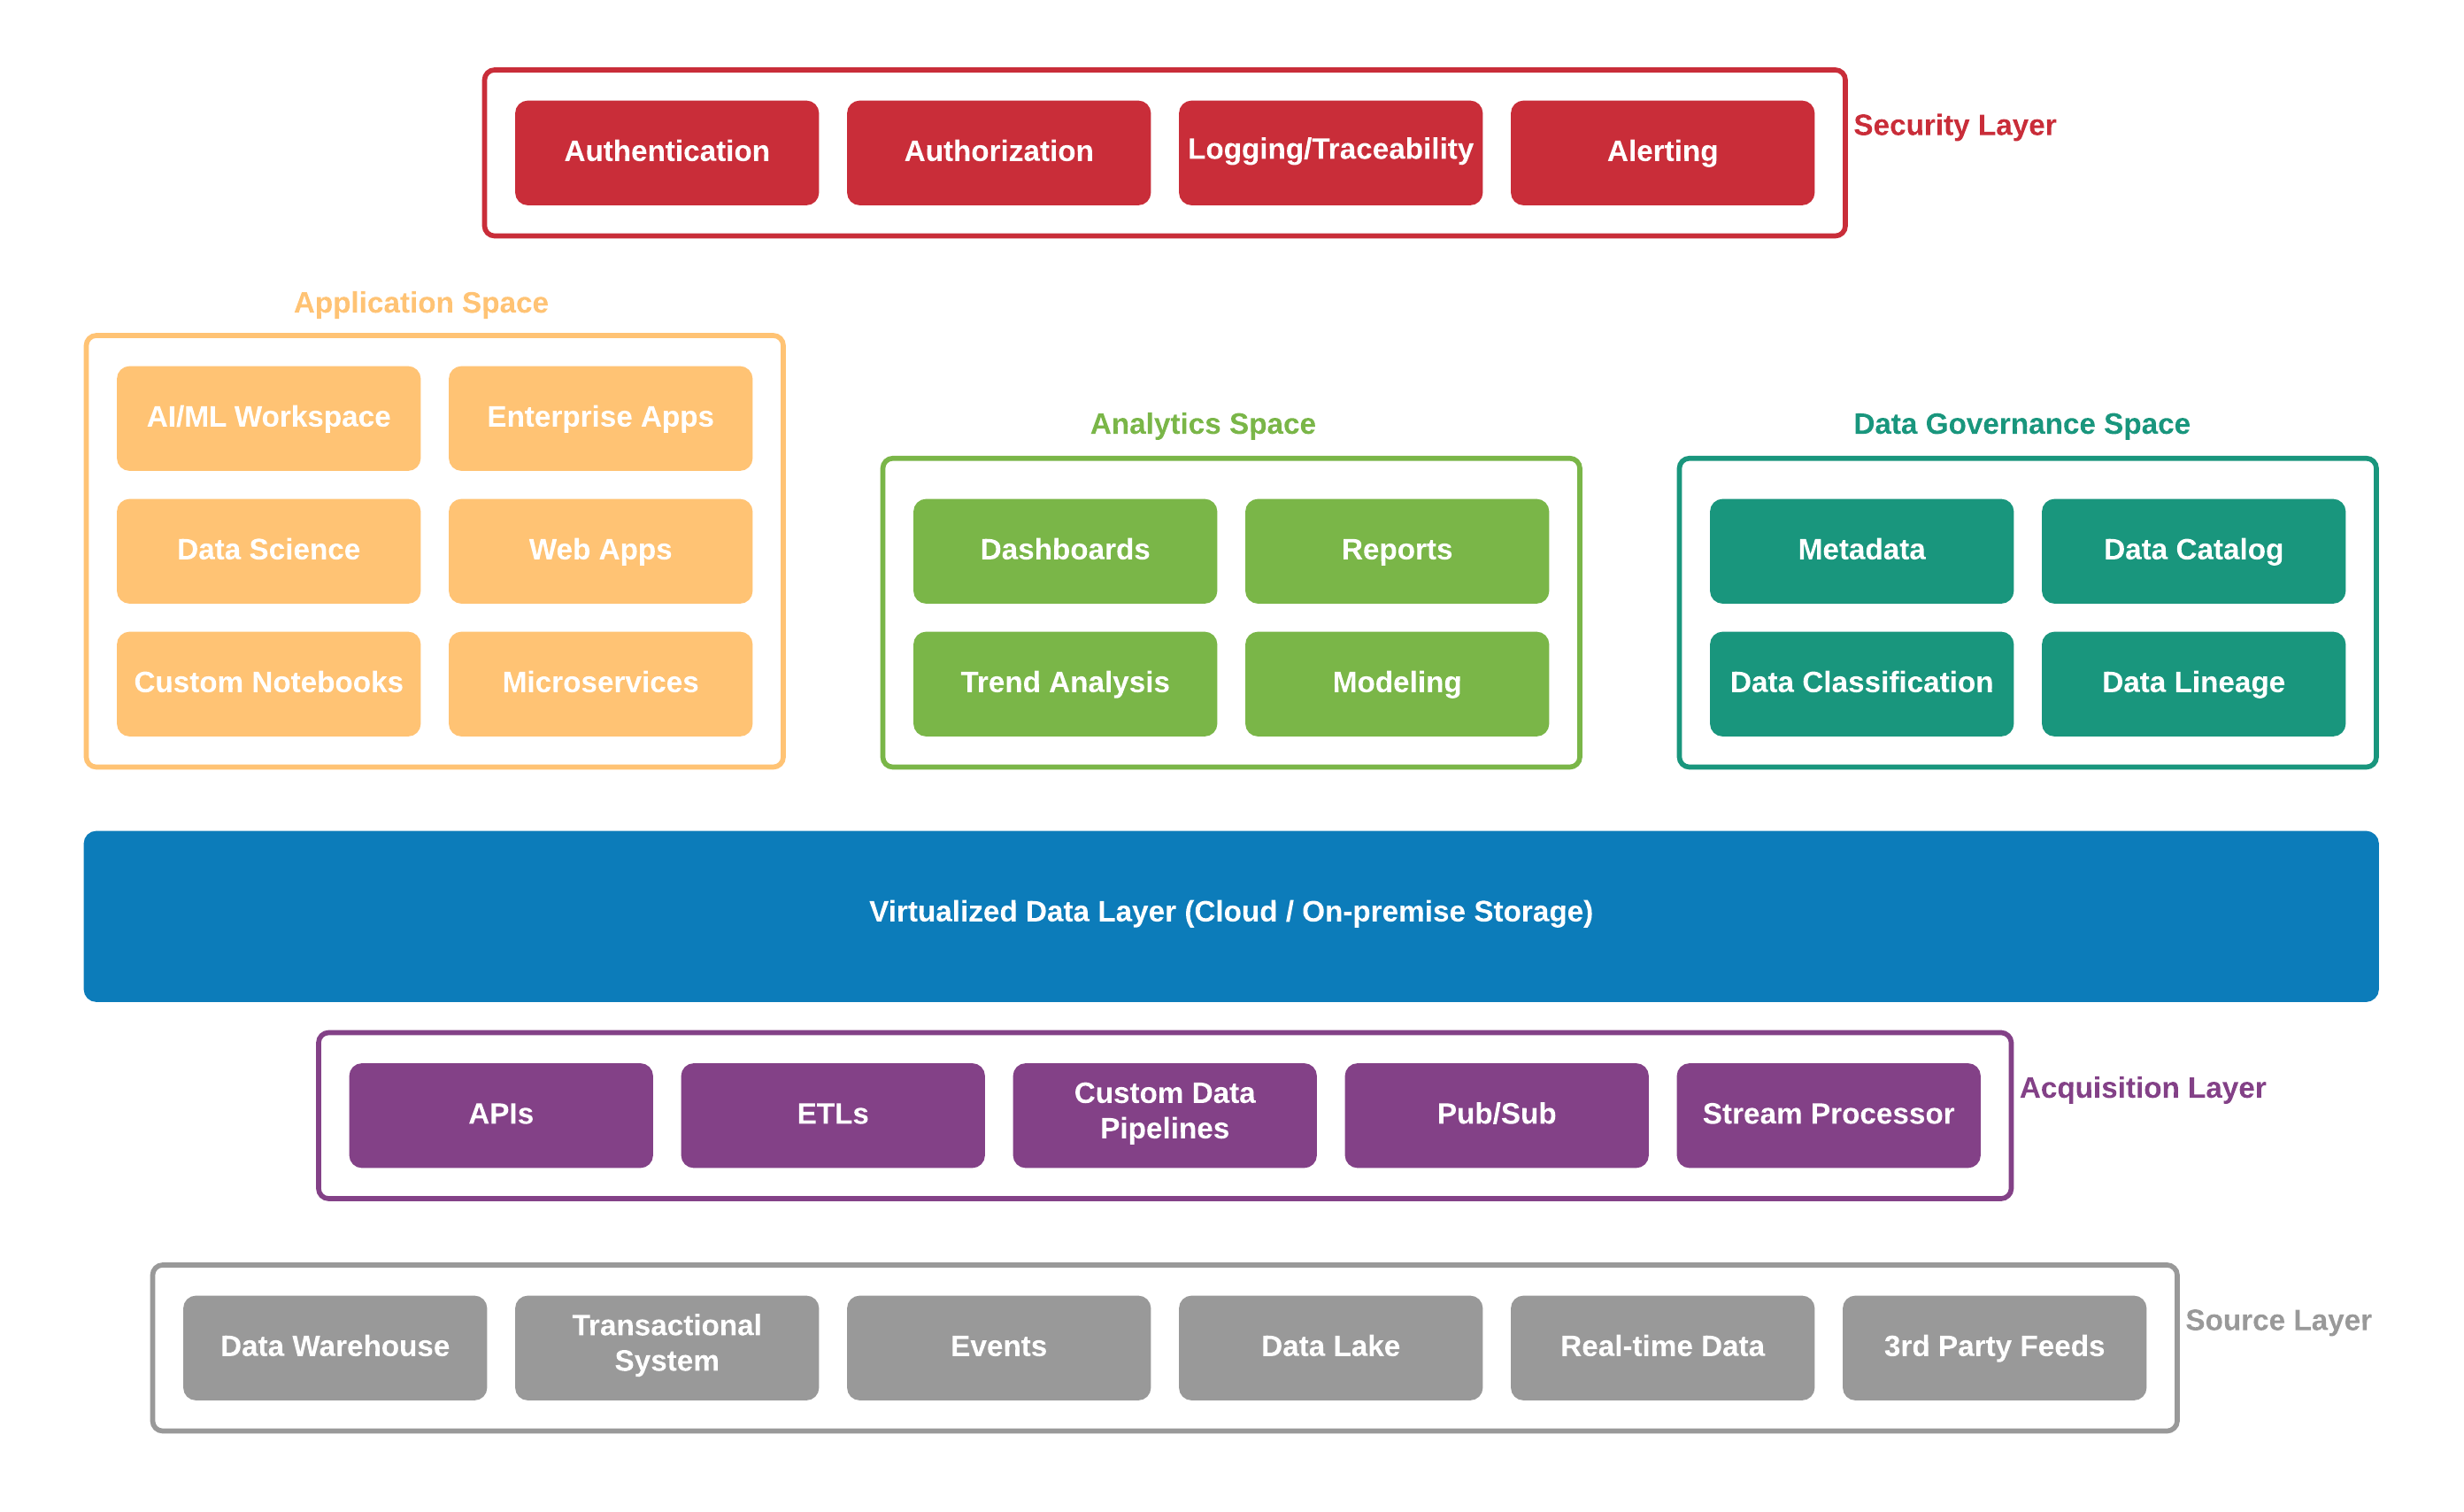 Authentication
Authorization
Logging/Traceability
Alerting
Security Layer
Application Space
AI/ML Workspace
Enterprise Apps
Data Science
Web Apps
Custom Notebooks
Microservices
Analytics Space
Dashboards
Reports
Trend Analysis
Modeling
Data Governance Space
Metadata
Data Catalog
Data Classification
Data Lineage
Virtualized Data Layer (Cloud / On-premise Storage)
APIs
ETLs
Custom Data
Pipelines
Pub/Sub
Stream Processor
Acquisition Layer
Data Warehouse
Transactional
System
Events
Data Lake
Real-time Data
3rd Party Feeds
Source Layer